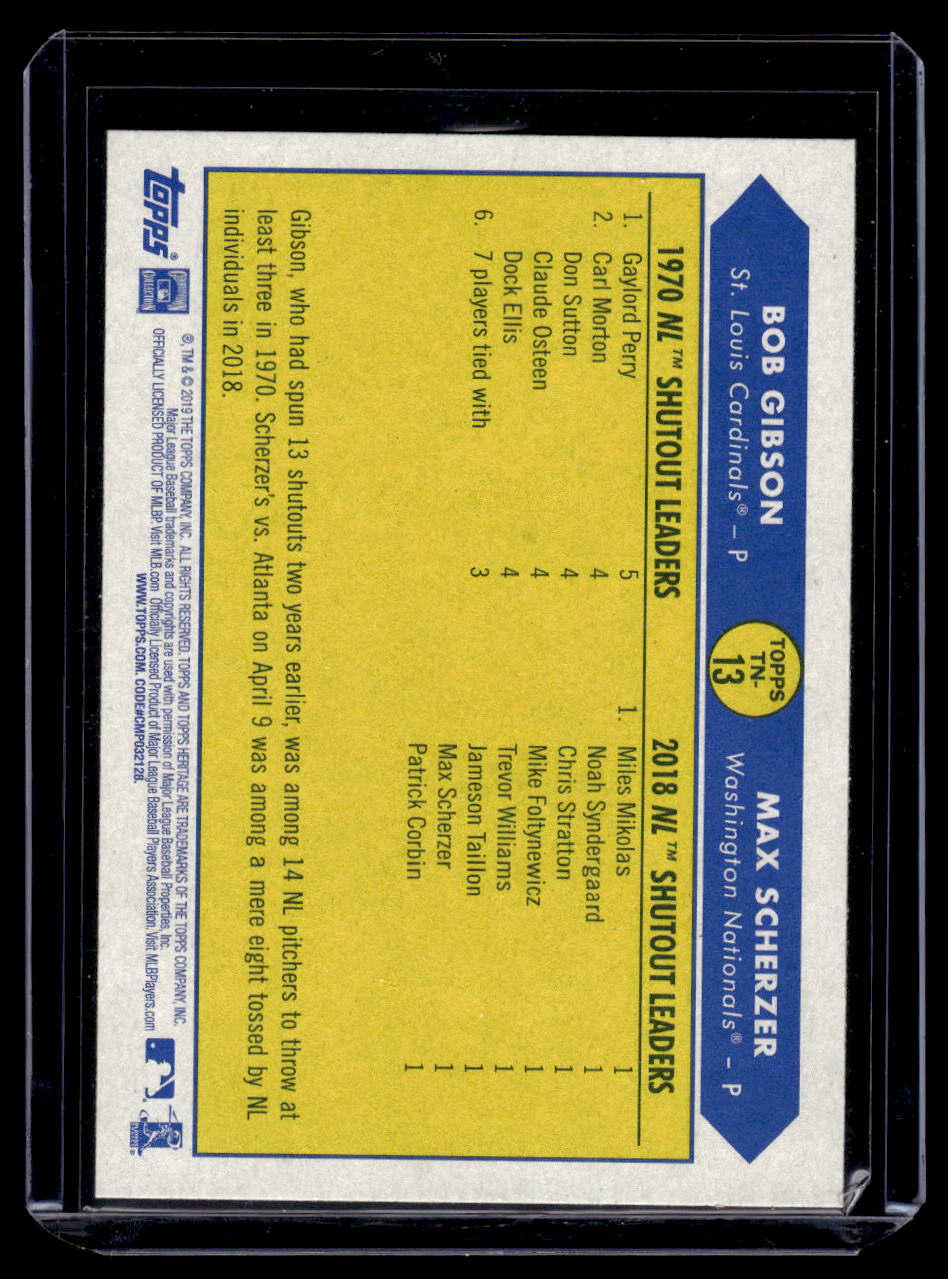 BOB GIBSON
St. Louis Cardinals® – P
TOPPS
TN-
13
MAX SCHERZER
Washington Nationals® – P
1970 NL™ SHUTOUT LEADERS
1. Gaylord Perry 5
2. Carl Morton 4
Don Sutton 4
Claude Osteen 4
Dock Ellis 4
6. 7 players tied with 3
2018 NL™ SHUTOUT LEADERS
1. Miles Mikolas 1
Noah Syndergaard 1
Chris Stratton 1
Mike Foltynewicz 1
Trevor Williams 1
Jameson Taillon 1
Max Scherzer 1
Patrick Corbin 1
Gibson, who had spun 13 shutouts two years earlier, was among 14 NL pitchers to throw at
least three in 1970. Scherzer's vs. Atlanta on April 9 was among a mere eight tossed by NL
individuals in 2018.
topps®
COOPERSTOWN
COLLECTION
®, TM & © 2019 THE TOPPS COMPANY, INC. ALL RIGHTS RESERVED. TOPPS AND TOPPS HERITAGE ARE TRADEMARKS OF THE TOPPS COMPANY, INC.
Major League Baseball trademarks and copyrights are used with permission of Major League Baseball Properties, Inc.
OFFICIALLY LICENSED PRODUCT OF MLBP. Visit MLB.com Officially Licensed Product of Major League Baseball Players Association. Visit MLBPlayers.com
WWW.TOPPS.COM. CODE#CMP032128.